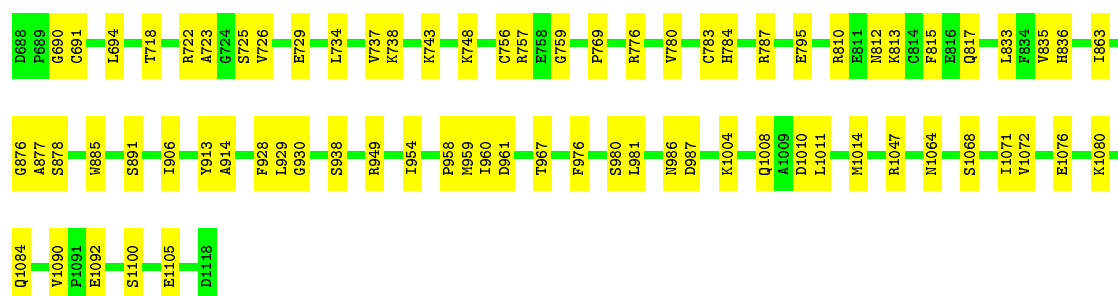 D688 P689 G690 C691 L694 T718 R722 A723 G724 S725 V726 E729 L734 V737 K738 K743 K748 C756 R757 E758 G759 P769 R776 V780 C783 H784 R787 E795 R810 E811 N812 K813 C814 F815 E816 Q817 L833 F834 V835 H836 I863
G876 A877 S878 W885 S891 I906 Y913 A914 F928 L929 G930 S938 R949 I954 P958 M959 I960 D961 T967 F976 S980 L981 N986 D987 K1004 Q1008 A1009 D1010 L1011 M1014 R1047 N1064 S1068 I1071 V1072 E1076 K1080
Q1084 V1090 P1091 E1092 S1100 E1105 D1118